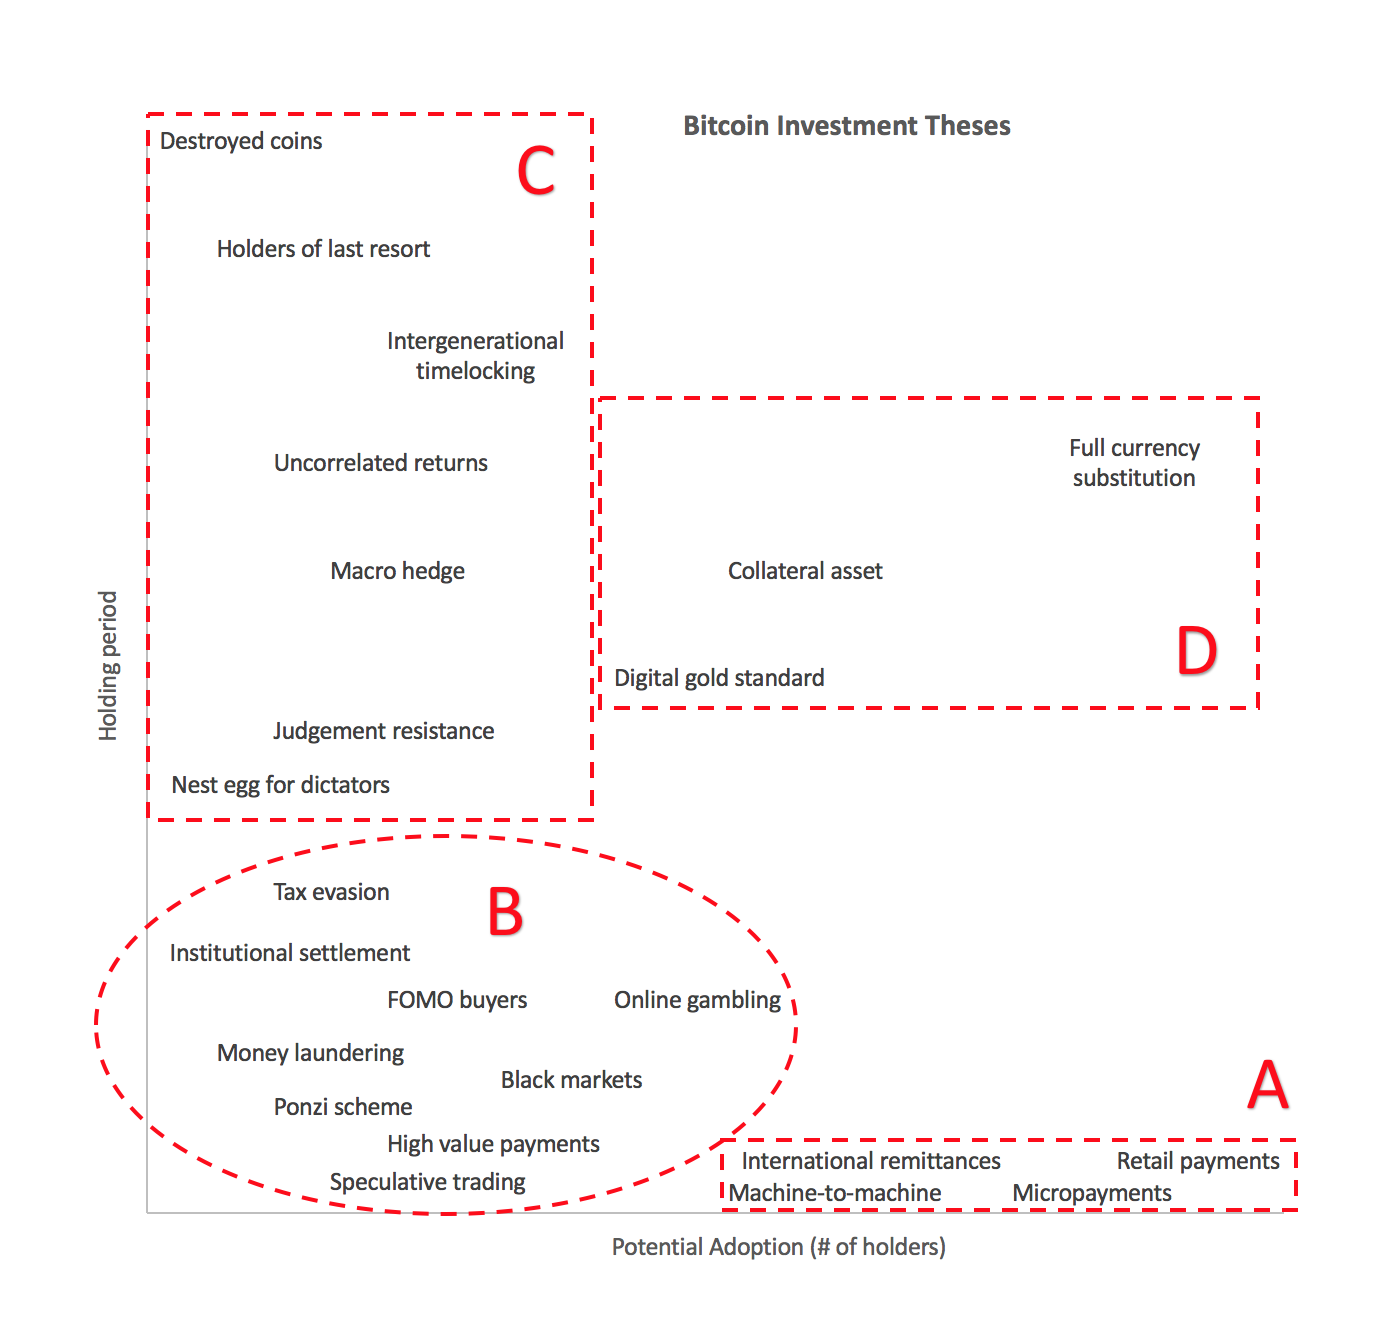 Bitcoin Investment Theses
Destroyed coins
C
Holders of last resort
Intergenerational
timelocking
Uncorrelated returns
Macro hedge
Judgement resistance
Nest egg for dictators
Full currency
substitution
Collateral asset
D
Digital gold standard
Holding period
Tax evasion
B
Institutional settlement
FOMO buyers
Online gambling
Money laundering
Black markets
Ponzi scheme
High value payments
Speculative trading
A
International remittances
Retail payments
Machine-to-machine
Micropayments
Potential Adoption (# of holders)